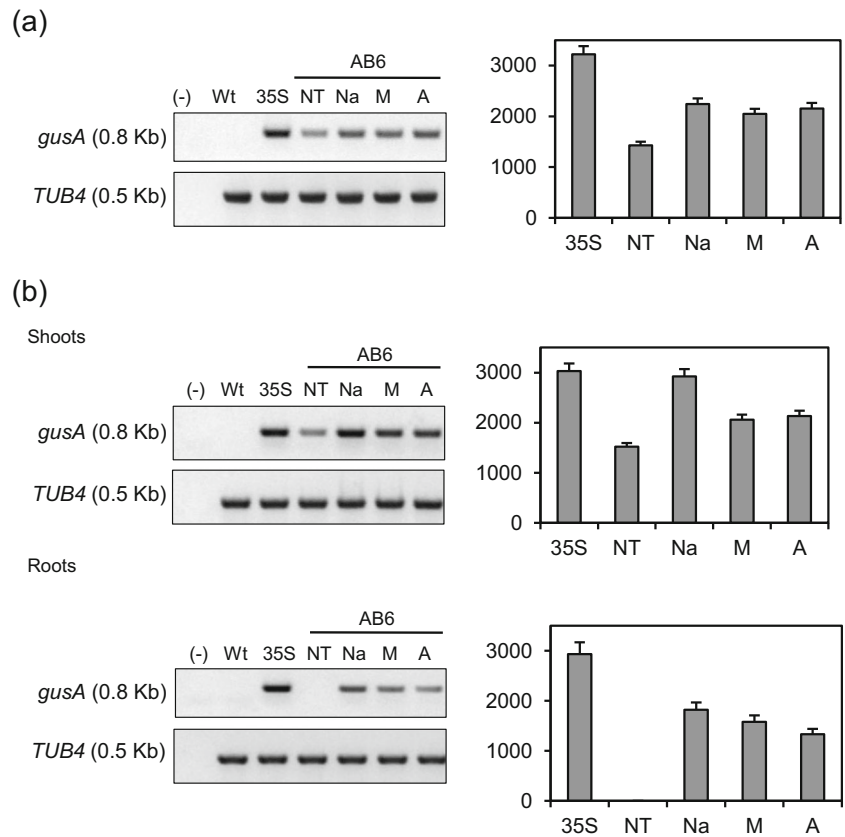 (a)
AB6
(-) Wt 35S NT Na M A
gusA (0.8 Kb)
TUB4 (0.5 Kb)
3000
2000
1000
0
35S NT Na M A
(b)
Shoots
AB6
(-) Wt 35S NT Na M A
gusA (0.8 Kb)
TUB4 (0.5 Kb)
3000
2000
1000
0
35S NT Na M A
Roots
AB6
(-) Wt 35S NT Na M A
gusA (0.8 Kb)
TUB4 (0.5 Kb)
3000
2000
1000
0
35S NT Na M A